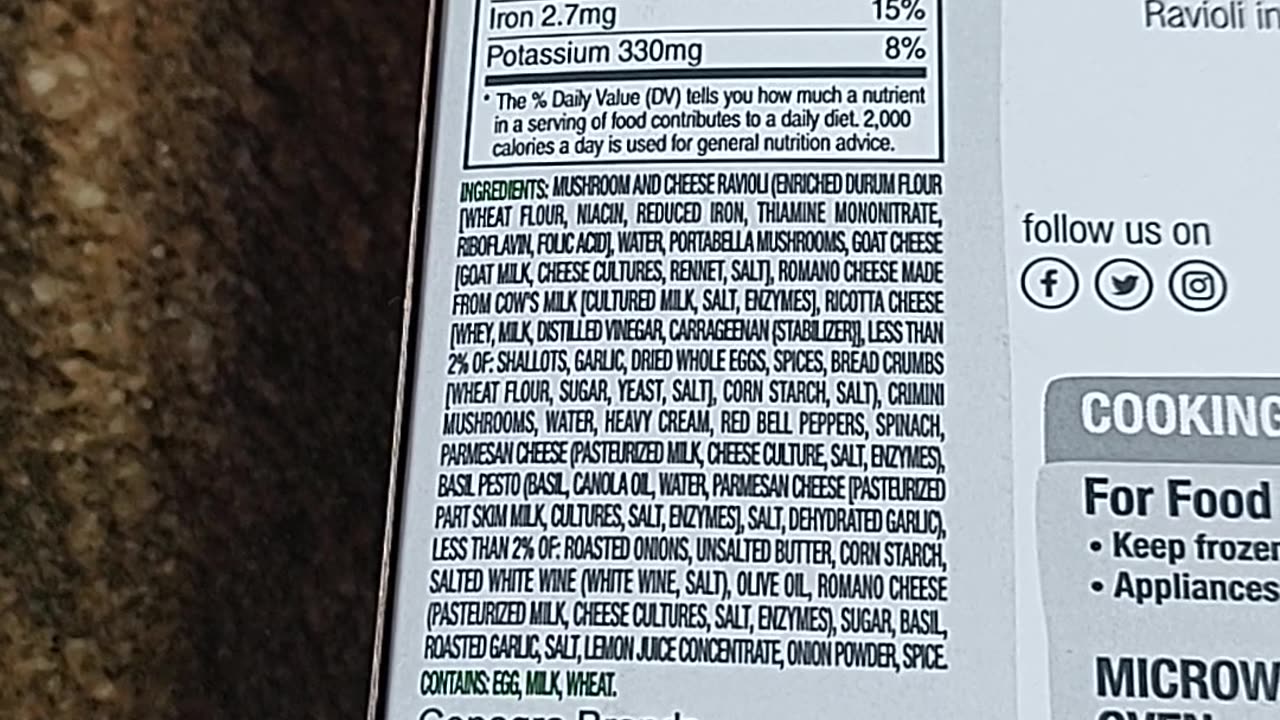 Iron 2.7mg 15%
Potassium 330mg 8%
* The % Daily Value (DV) tells you how much a nutrient
in a serving of food contributes to a daily diet. 2,000
calories a day is used for general nutrition advice.
INGREDIENTS: MUSHROOM AND CHEESE RAVIOLI (ENRICHED DURUM FLOUR
[WHEAT FLOUR, NIACIN, REDUCED IRON, THIAMINE MONONITRATE,
RIBOFLAVIN, FOLIC ACID], WATER, PORTABELLA MUSHROOMS, GOAT CHEESE
[GOAT MILK, CHEESE CULTURES, RENNET, SALT], ROMANO CHEESE MADE
FROM COW'S MILK [CULTURED MILK, SALT, ENZYMES], RICOTTA CHEESE
[WHEY, MILK, DISTILLED VINEGAR, CARRAGEENAN {STABILIZER}], LESS THAN
2% OF: SHALLOTS, GARLIC, DRIED WHOLE EGGS, SPICES, BREAD CRUMBS
[WHEAT FLOUR, SUGAR, YEAST, SALT], CORN STARCH, SALT), CRIMINI
MUSHROOMS, WATER, HEAVY CREAM, RED BELL PEPPERS, SPINACH,
PARMESAN CHEESE (PASTEURIZED MILK, CHEESE CULTURE, SALT, ENZYMES),
BASIL PESTO (BASIL, CANOLA OIL, WATER, PARMESAN CHEESE [PASTEURIZED
PART SKIM MILK, CULTURES, SALT, ENZYMES], SALT, DEHYDRATED GARLIC),
LESS THAN 2% OF: ROASTED ONIONS, UNSALTED BUTTER, CORN STARCH,
SALTED WHITE WINE (WHITE WINE, SALT), OLIVE OIL, ROMANO CHEESE
(PASTEURIZED MILK, CHEESE CULTURES, SALT, ENZYMES), SUGAR, BASIL,
ROASTED GARLIC, SALT, LEMON JUICE CONCENTRATE, ONION POWDER, SPICE.
CONTAINS: EGG, MILK, WHEAT.
Conagra Brands
Ravioli in
follow us on
COOKING
For Food
• Keep frozen
• Appliances
MICROW
OVEN